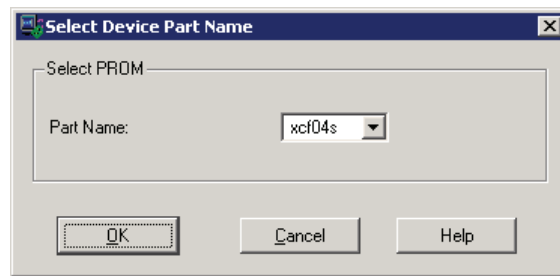 Select Device Part Name
Select PROM
Part Name: xcf04s
OK Cancel Help